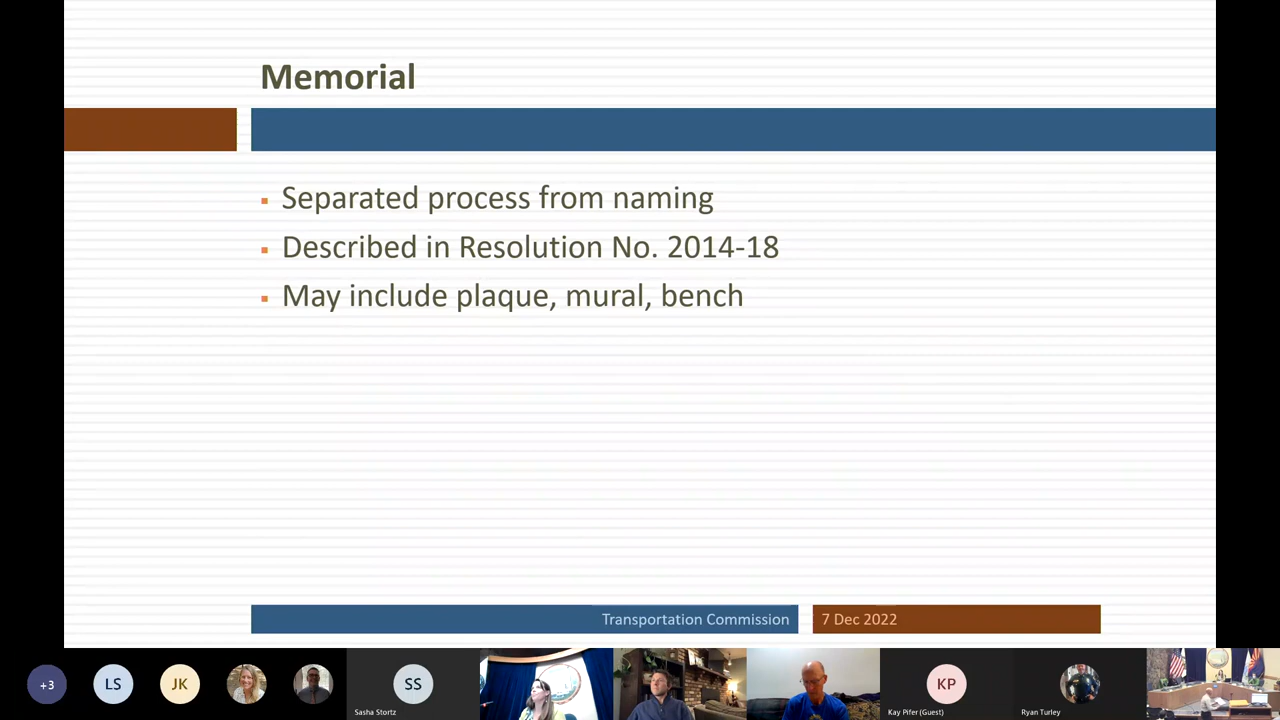 Memorial
Separated process from naming
Described in Resolution No. 2014-18
May include plaque, mural, bench
Transportation Commission
7 Dec 2022
+3
LS
JK
SS
Sasha Stortz
KP
Kay Pifer (Guest)
Ryan Turley